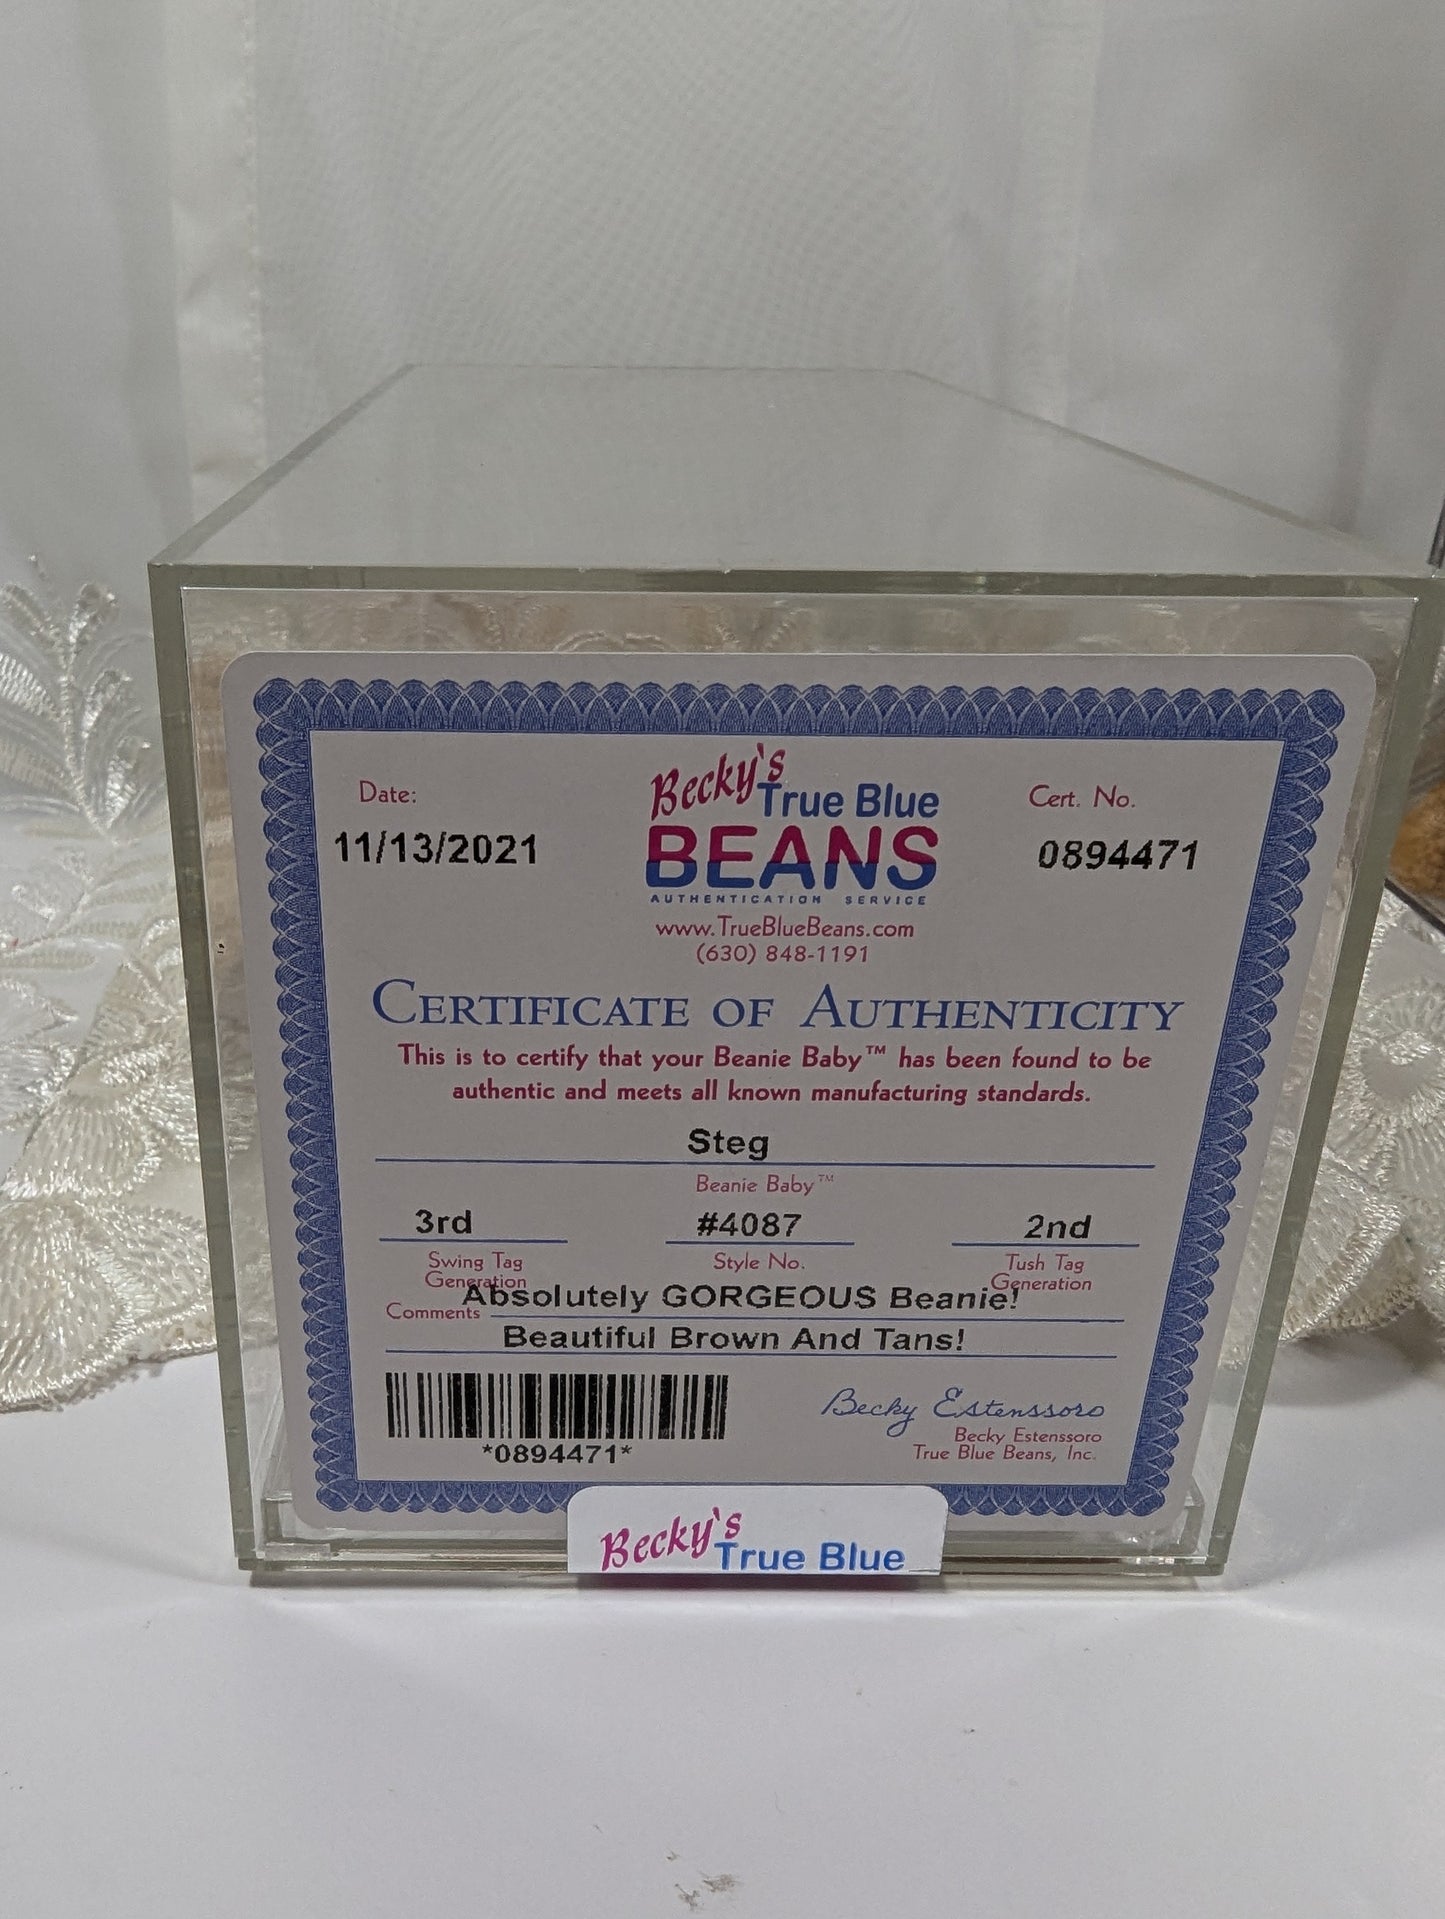 Date:
11/13/2021
Becky's
True Blue
BEANS
AUTHENTICATION SERVICE
www.TrueBlueBeans.com
(630) 848-1191
Cert. No.
0894471
CERTIFICATE OF AUTHENTICITY
This is to certify that your Beanie Baby™ has been found to be
authentic and meets all known manufacturing standards.
Steg
Beanie Baby™
3rd #4087 2nd
Swing Tag Generation
Style No.
Tush Tag Generation
Comments Absolutely GORGEOUS Beanie!
Beautiful Brown And Tans!
*0894471*
Becky Estenssoro
Becky Estenssoro
True Blue Beans, Inc.
Becky's
True Blue